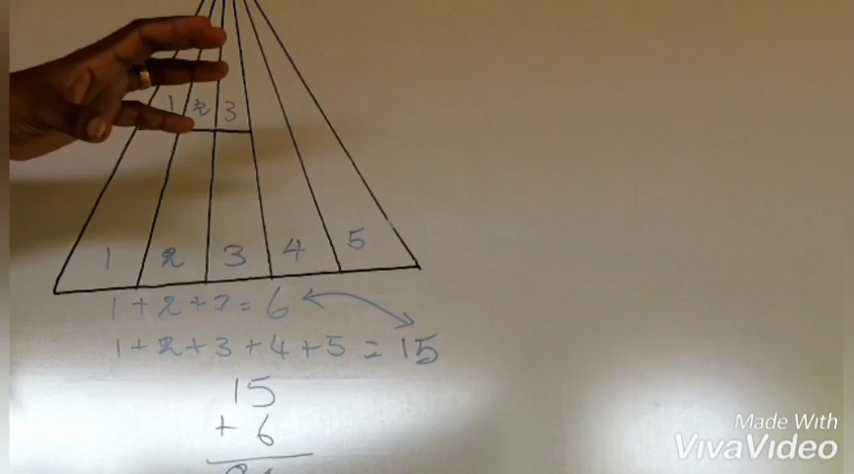 1 2 3
1 2 3 4 5
1+2+3=6
1+2+3+4+5=15
15
+ 6
Made With
VivaVideo